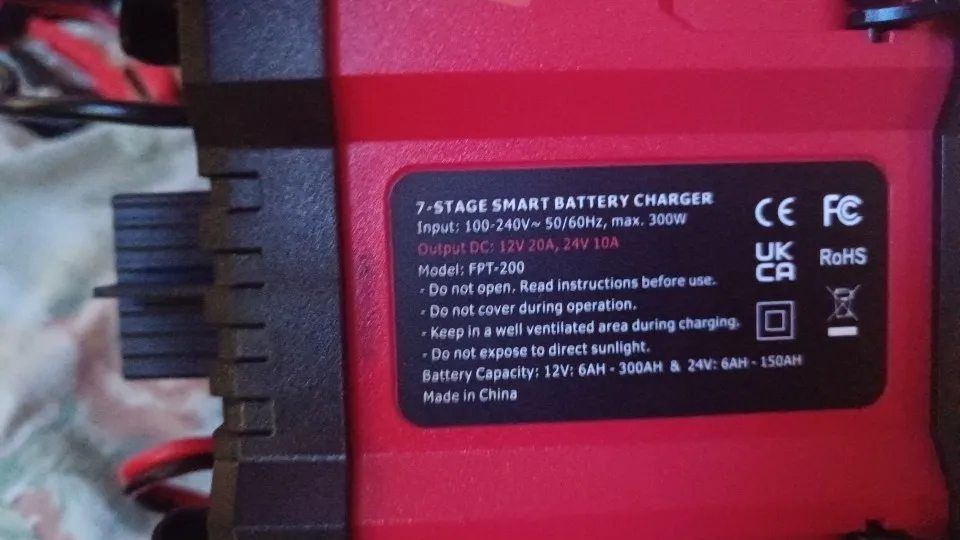 7-STAGE SMART BATTERY CHARGER
Input: 100-240V~ 50/60Hz, max. 300W
Output DC: 12V 20A, 24V 10A
Model: FPT-200
- Do not open. Read instructions before use.
- Do not cover during operation.
- Keep in a well ventilated area during charging.
- Do not expose to direct sunlight.
Battery Capacity: 12V: 6AH - 300AH & 24V: 6AH - 150AH
Made in China
CE FC
UK
CA
RoHS